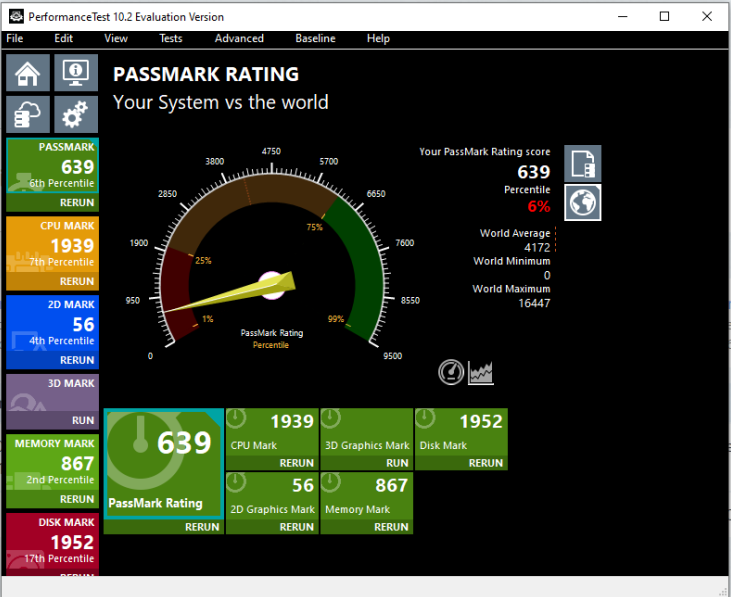 PerformanceTest 10.2 Evaluation Version
File Edit View Tests Advanced Baseline Help
PASSMARK RATING
Your System vs the world
PASSMARK
639
6th Percentile
RERUN
CPU MARK
1939
7th Percentile
RERUN
2D MARK
56
4th Percentile
RERUN
3D MARK
RUN
MEMORY MARK
867
2nd Percentile
RERUN
DISK MARK
1952
17th Percentile
RERUN
0
950
1900
2850
3800
4750
5700
6650
7600
8550
9500
1%
25%
75%
99%
PassMark Rating
Percentile
Your PassMark Rating score
639
Percentile
6%
World Average
4172
World Minimum
0
World Maximum
16447
639
PassMark Rating
RERUN
1939
CPU Mark
RERUN
3D Graphics Mark
RUN
1952
Disk Mark
RERUN
56
2D Graphics Mark
RERUN
867
Memory Mark
RERUN